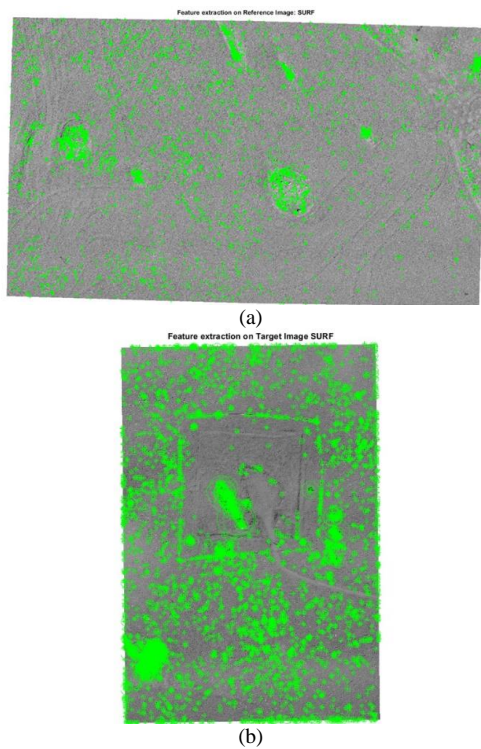 Feature extraction on Reference Image: SURF
(a)
Feature extraction on Target Image SURF
(b)